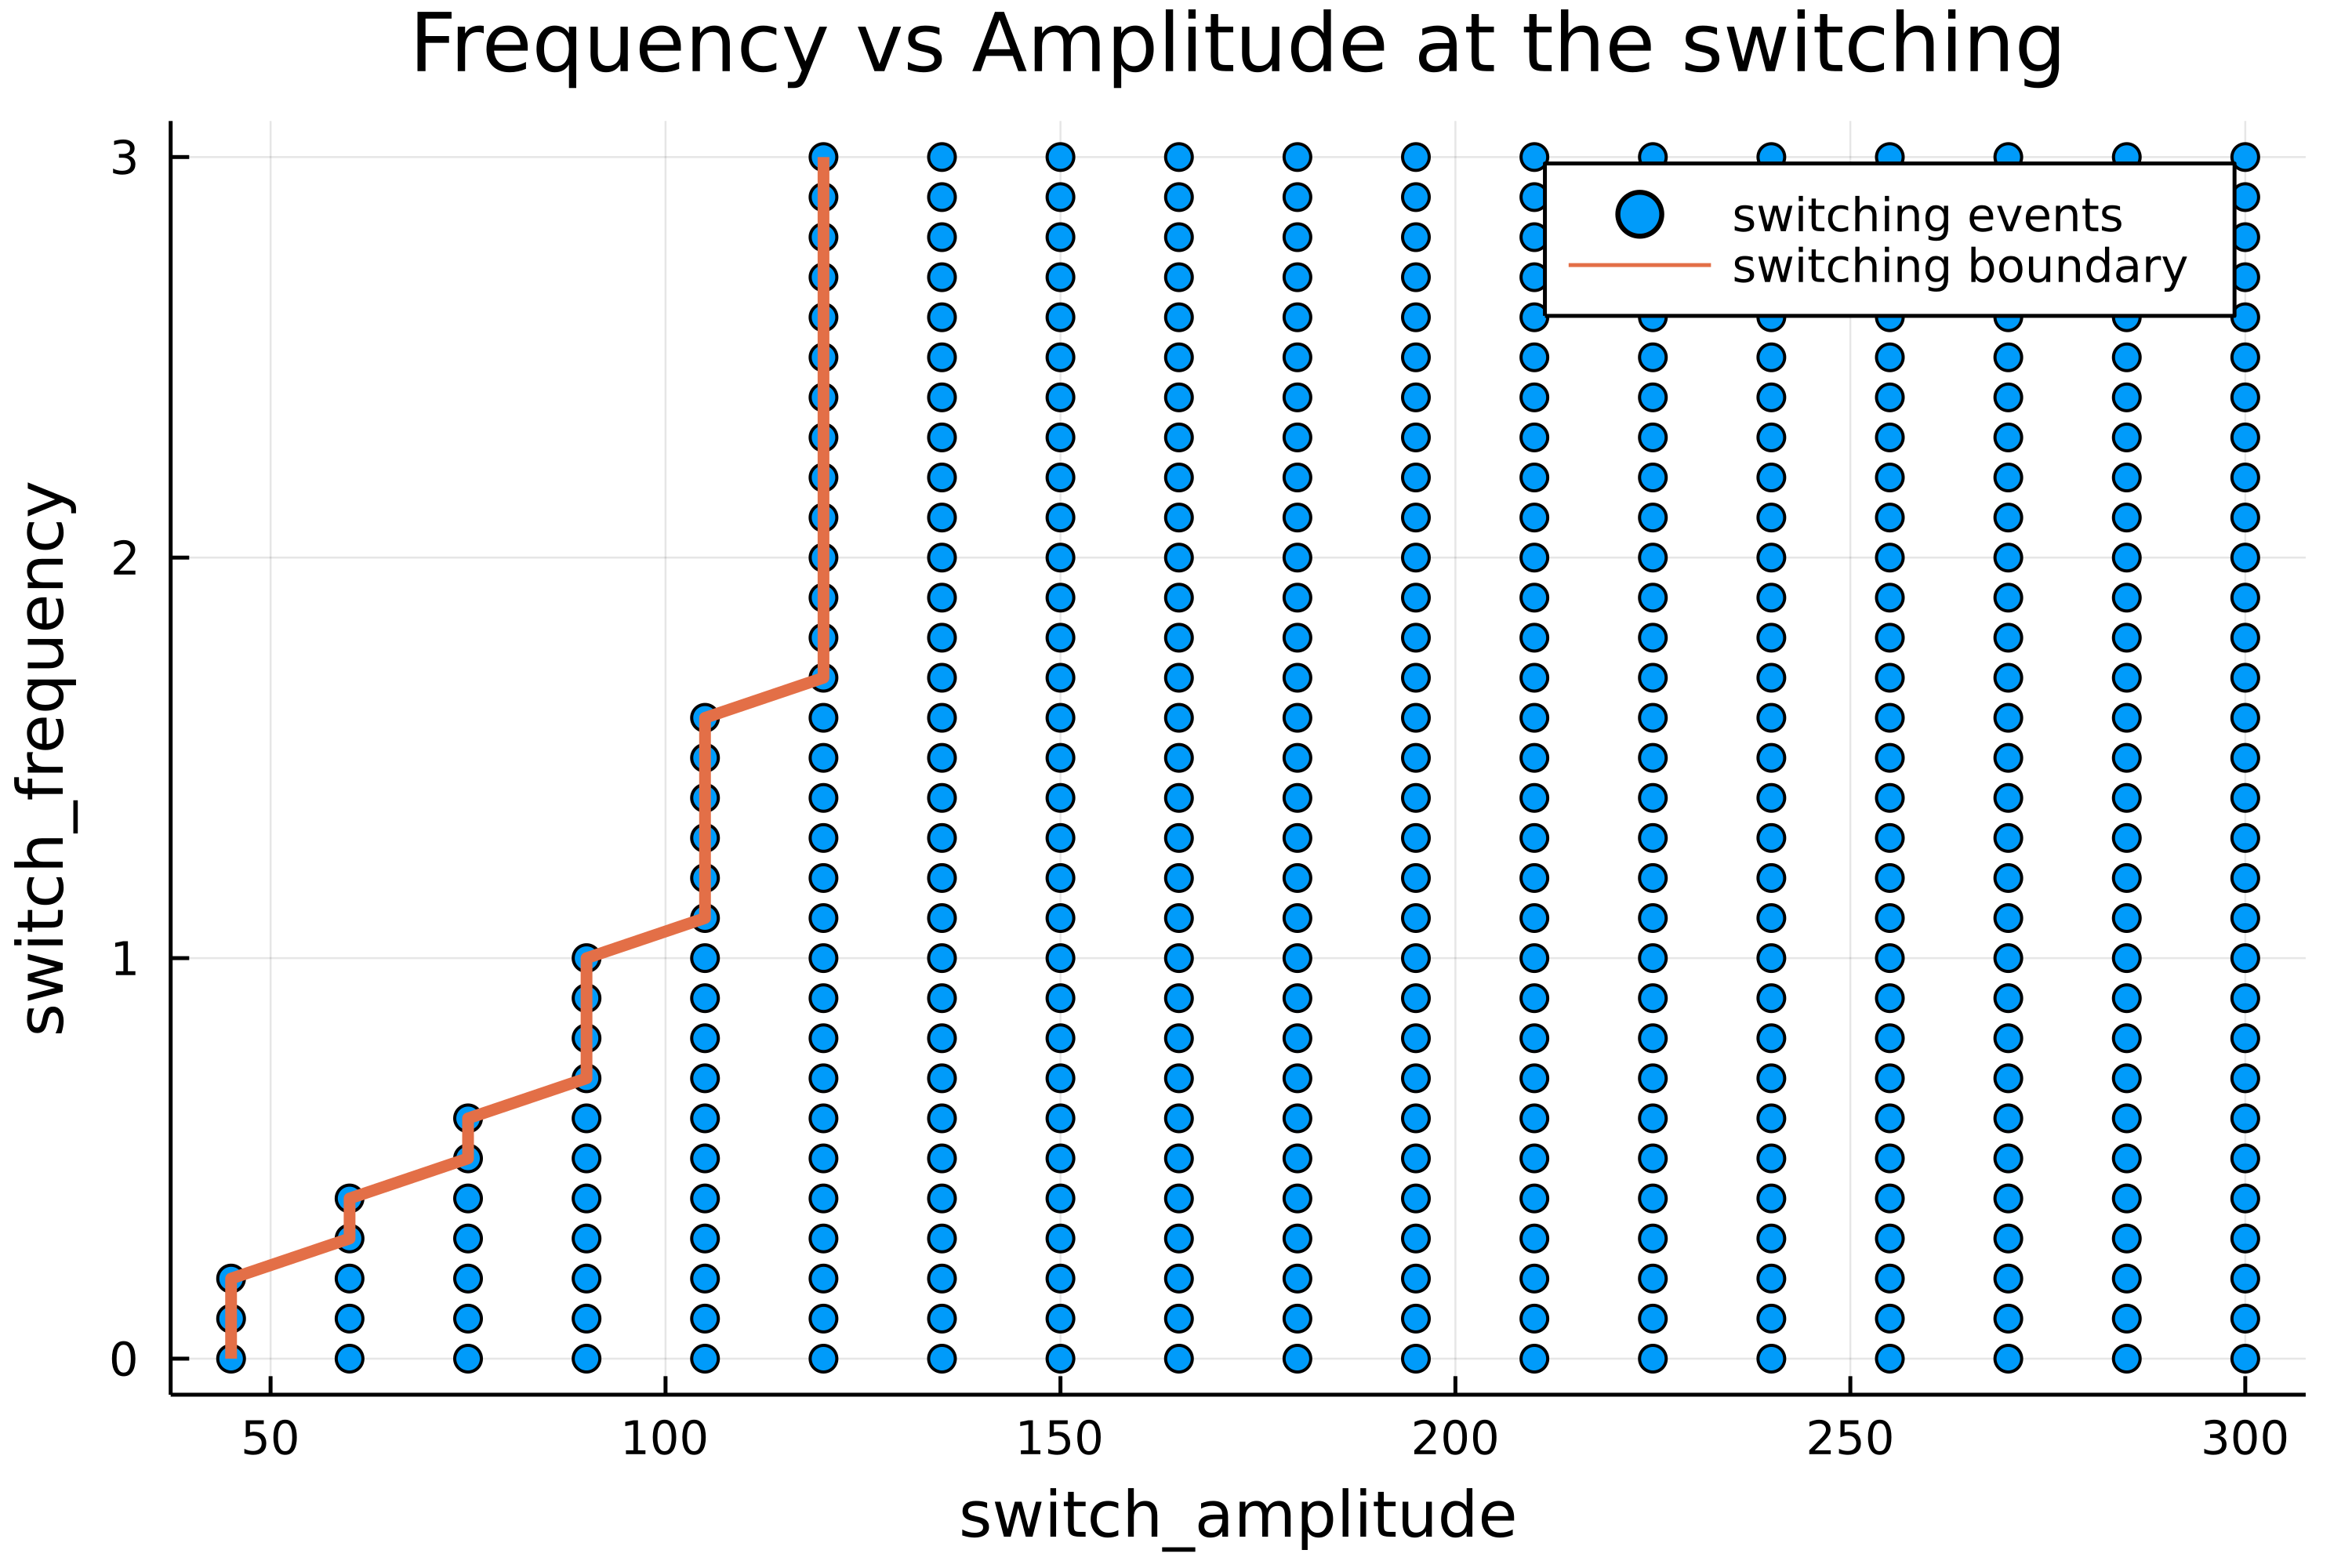 Frequency vs Amplitude at the switching
switching events
switching boundary
switch_frequency
3
2
1
0
50 100 150 200 250 300
switch_amplitude